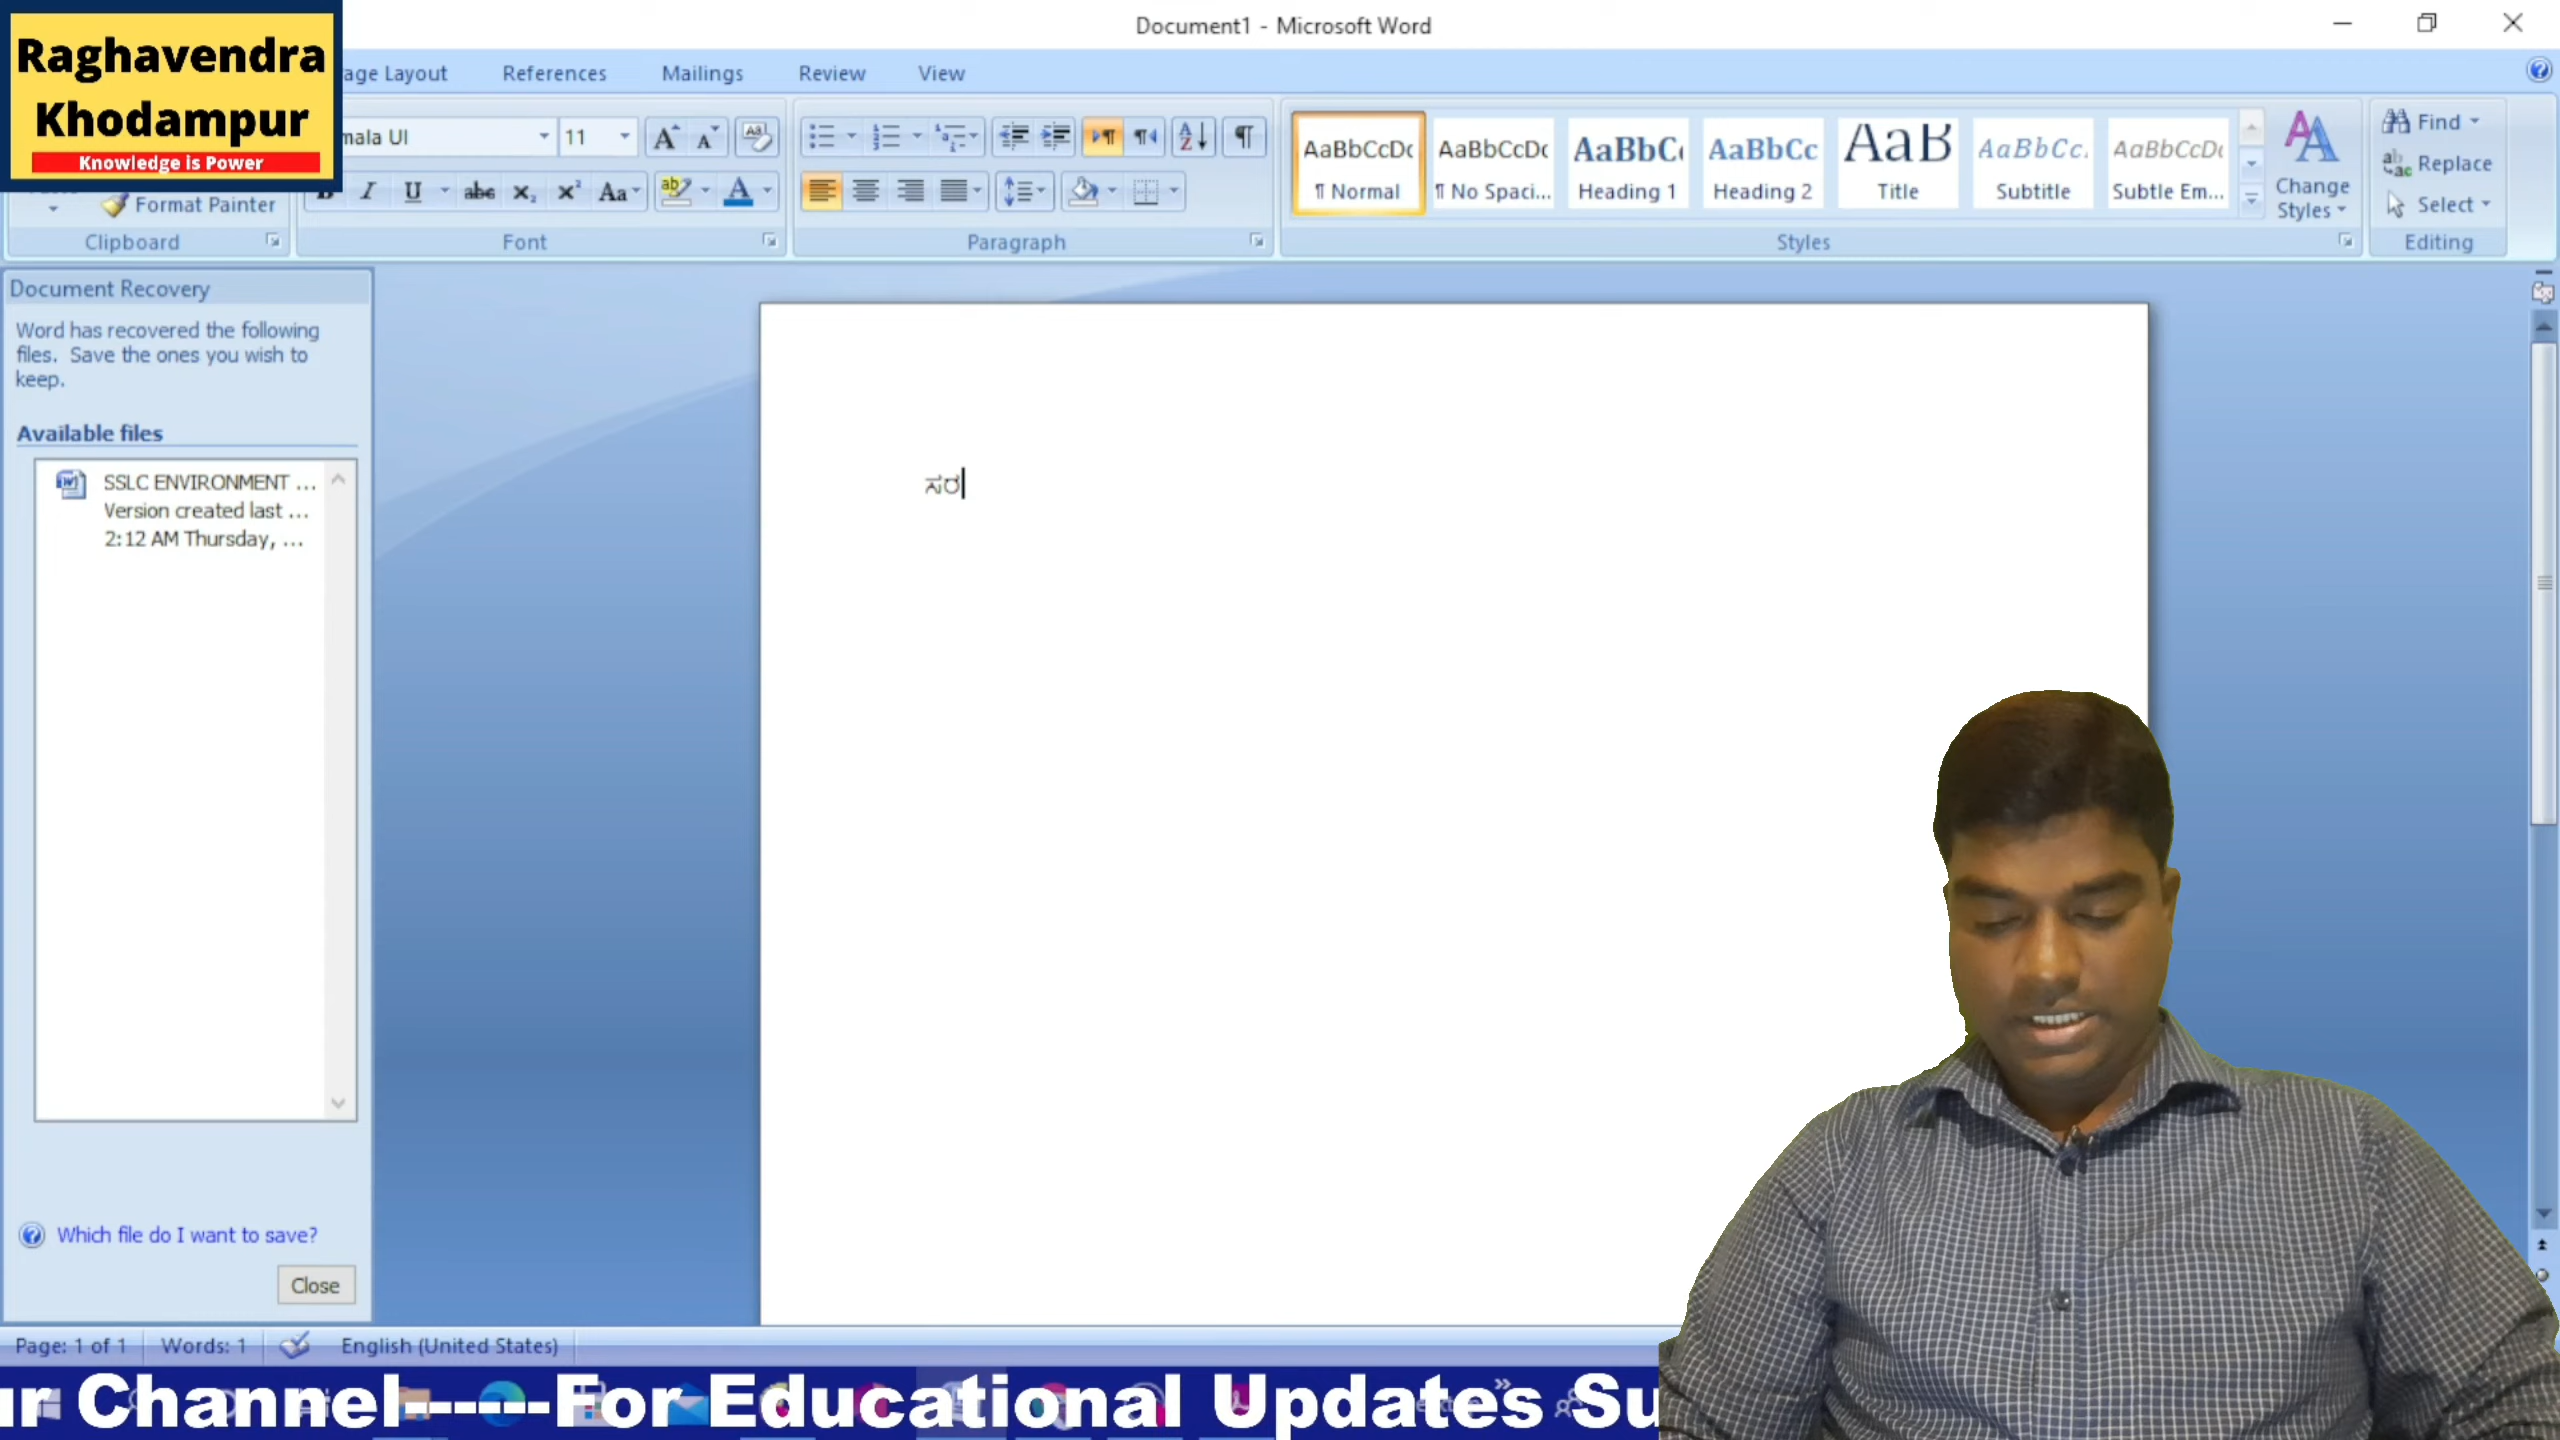 Document1 - Microsoft Word
Raghavendra
Khodampur
Knowledge is Power
age Layout
References
Mailings
Review
View
mala UI
11
Format Painter
Clipboard
Font
Paragraph
AaBbCcDc
¶ Normal
AaBbCcDc
¶ No Spaci...
AaBbCc
Heading 1
AaBbCc
Heading 2
AaB
Title
AaBbCc.
Subtitle
AaBbCcDc
Subtle Em...
Change
Styles
Styles
Find
Replace
Select
Editing
Document Recovery
Word has recovered the following
files. Save the ones you wish to
keep.
Available files
SSLC ENVIRONMENT ...
Version created last ...
2:12 AM Thursday, ...
ಸರ
Which file do I want to save?
Close
Page: 1 of 1
Words: 1
English (United States)
ur Channel------For Educational Updates Su